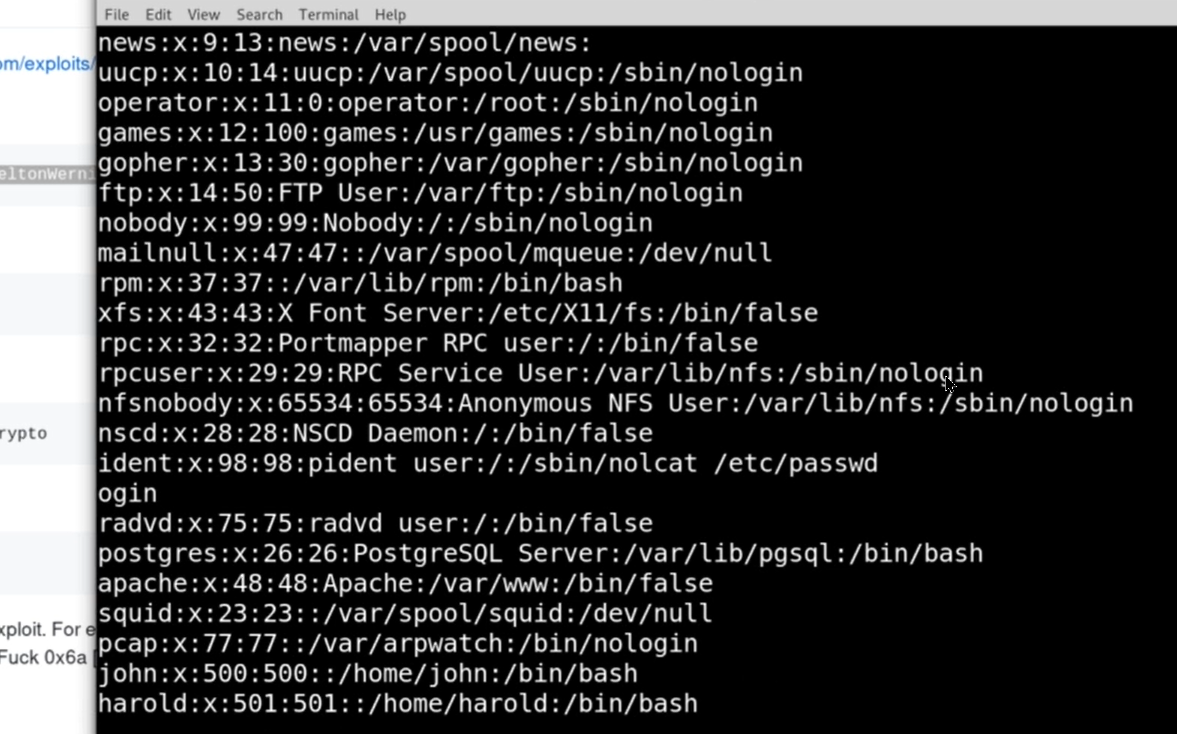 File Edit View Search Terminal Help
news:x:9:13:news:/var/spool/news:
om/exploits/
uucp:x:10:14:uucp:/var/spool/uucp:/sbin/nologin
operator:x:11:0:operator:/root:/sbin/nologin
games:x:12:100:games:/usr/games:/sbin/nologin
gopher:x:13:30:gopher:/var/gopher:/sbin/nologin
eltonWerni
ftp:x:14:50:FTP User:/var/ftp:/sbin/nologin
nobody:x:99:99:Nobody:/:/sbin/nologin
mailnull:x:47:47::/var/spool/mqueue:/dev/null
rpm:x:37:37::/var/lib/rpm:/bin/bash
xfs:x:43:43:X Font Server:/etc/X11/fs:/bin/false
rpc:x:32:32:Portmapper RPC user:/:/bin/false
rpcuser:x:29:29:RPC Service User:/var/lib/nfs:/sbin/nologin
nfsnobody:x:65534:65534:Anonymous NFS User:/var/lib/nfs:/sbin/nologin
rypto
nscd:x:28:28:NSCD Daemon:/:/bin/false
ident:x:98:98:pident user:/:/sbin/nolcat /etc/passwd
ogin
radvd:x:75:75:radvd user:/:/bin/false
postgres:x:26:26:PostgreSQL Server:/var/lib/pgsql:/bin/bash
apache:x:48:48:Apache:/var/www:/bin/false
squid:x:23:23::/var/spool/squid:/dev/null
xploit. For e
pcap:x:77:77::/var/arpwatch:/bin/nologin
Fuck 0x6a [
john:x:500:500::/home/john:/bin/bash
harold:x:501:501::/home/harold:/bin/bash